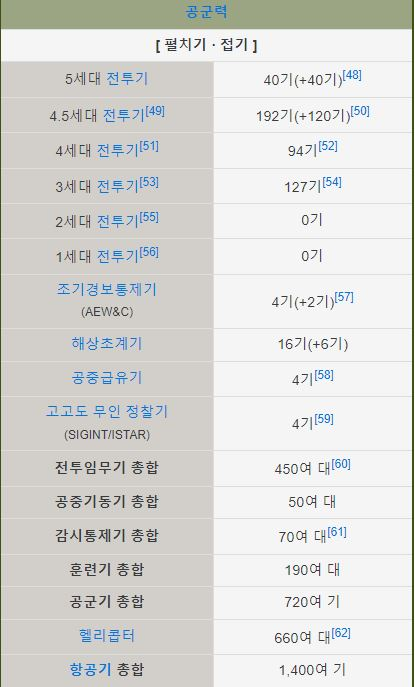 공군력
[ 펼치기 · 접기 ]
5세대 전투기 40기(+40기)[48]
4.5세대 전투기[49] 192기(+120기)[50]
4세대 전투기[51] 94기[52]
3세대 전투기[53] 127기[54]
2세대 전투기[55] 0기
1세대 전투기[56] 0기
조기경보통제기
(AEW&C) 4기(+2기)[57]
해상초계기 16기(+6기)
공중급유기 4기[58]
고고도 무인 정찰기
(SIGINT/ISTAR) 4기[59]
전투임무기 종합 450여 대[60]
공중기동기 종합 50여 대
감시통제기 종합 70여 대[61]
훈련기 종합 190여 대
공군기 종합 720여 기
헬리콥터 660여 대[62]
항공기 종합 1,400여 기